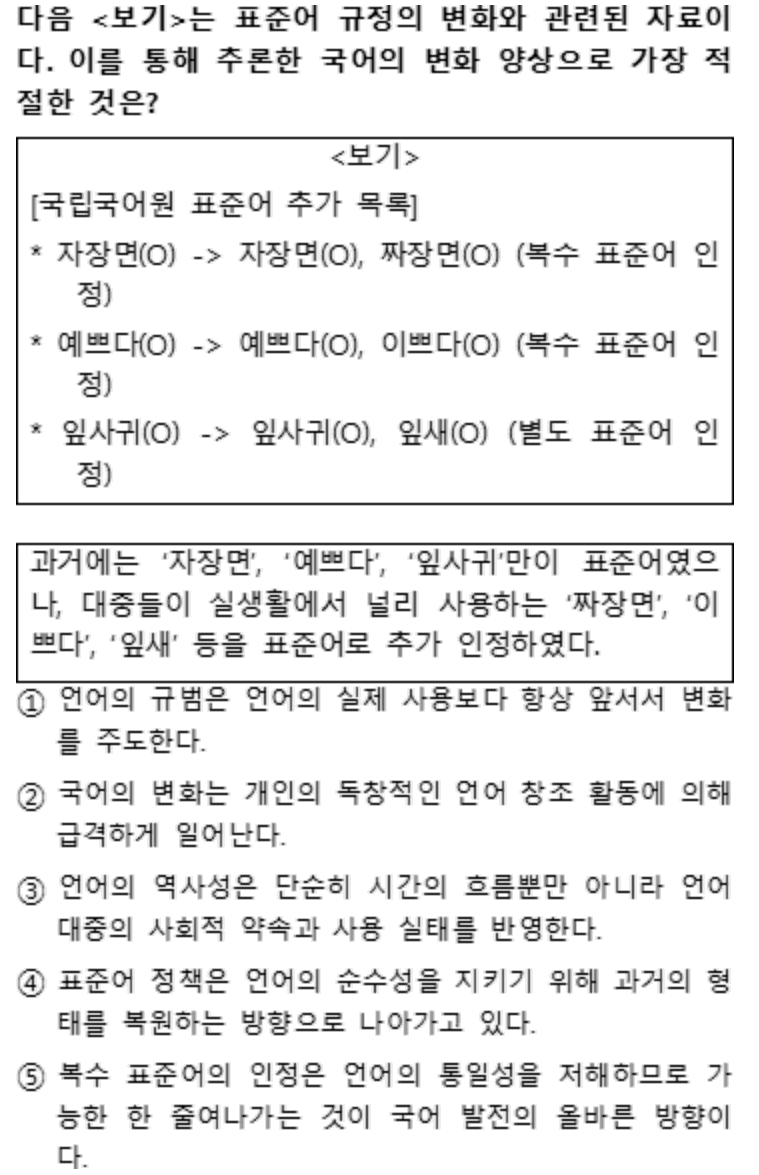 다음 <보기>는 표준어 규정의 변화와 관련된 자료이
다. 이를 통해 추론한 국어의 변화 양상으로 가장 적
절한 것은?
<보기>
[국립국어원 표준어 추가 목록]
* 자장면(O) -> 자장면(O), 짜장면(O) (복수 표준어 인
정)
* 예쁘다(O) -> 예쁘다(O), 이쁘다(O) (복수 표준어 인
정)
* 잎사귀(O) -> 잎사귀(O), 잎새(O) (별도 표준어 인
정)
과거에는 '자장면', '예쁘다', '잎사귀'만이 표준어였으
나, 대중들이 실생활에서 널리 사용하는 '짜장면', '이
쁘다', '잎새' 등을 표준어로 추가 인정하였다.
① 언어의 규범은 언어의 실제 사용보다 항상 앞서서 변화
를 주도한다.
② 국어의 변화는 개인의 독창적인 언어 창조 활동에 의해
급격하게 일어난다.
③ 언어의 역사성은 단순히 시간의 흐름뿐만 아니라 언어
대중의 사회적 약속과 사용 실태를 반영한다.
④ 표준어 정책은 언어의 순수성을 지키기 위해 과거의 형
태를 복원하는 방향으로 나아가고 있다.
⑤ 복수 표준어의 인정은 언어의 통일성을 저해하므로 가
능한 한 줄여나가는 것이 국어 발전의 올바른 방향이
다.